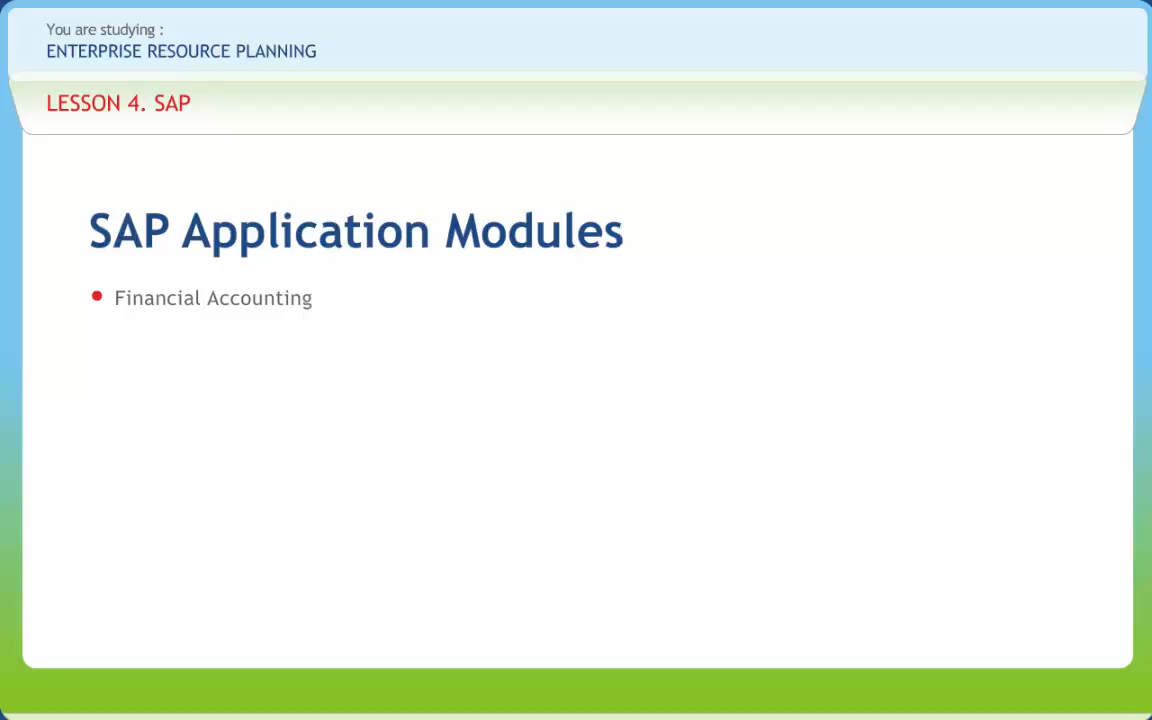 You are studying :
ENTERPRISE RESOURCE PLANNING
LESSON 4. SAP
SAP Application Modules
• Financial Accounting